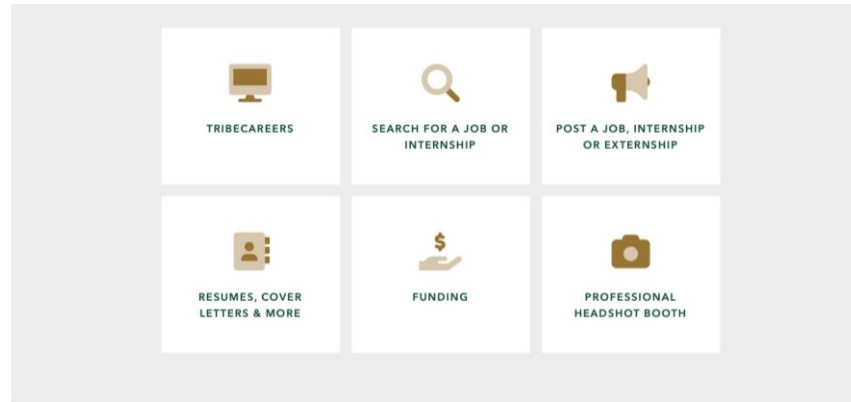 TRIBECAREERS
SEARCH FOR A JOB OR
INTERNSHIP
POST A JOB, INTERNSHIP
OR EXTERNSHIP
RESUMES, COVER
LETTERS & MORE
$
FUNDING
PROFESSIONAL
HEADSHOT BOOTH